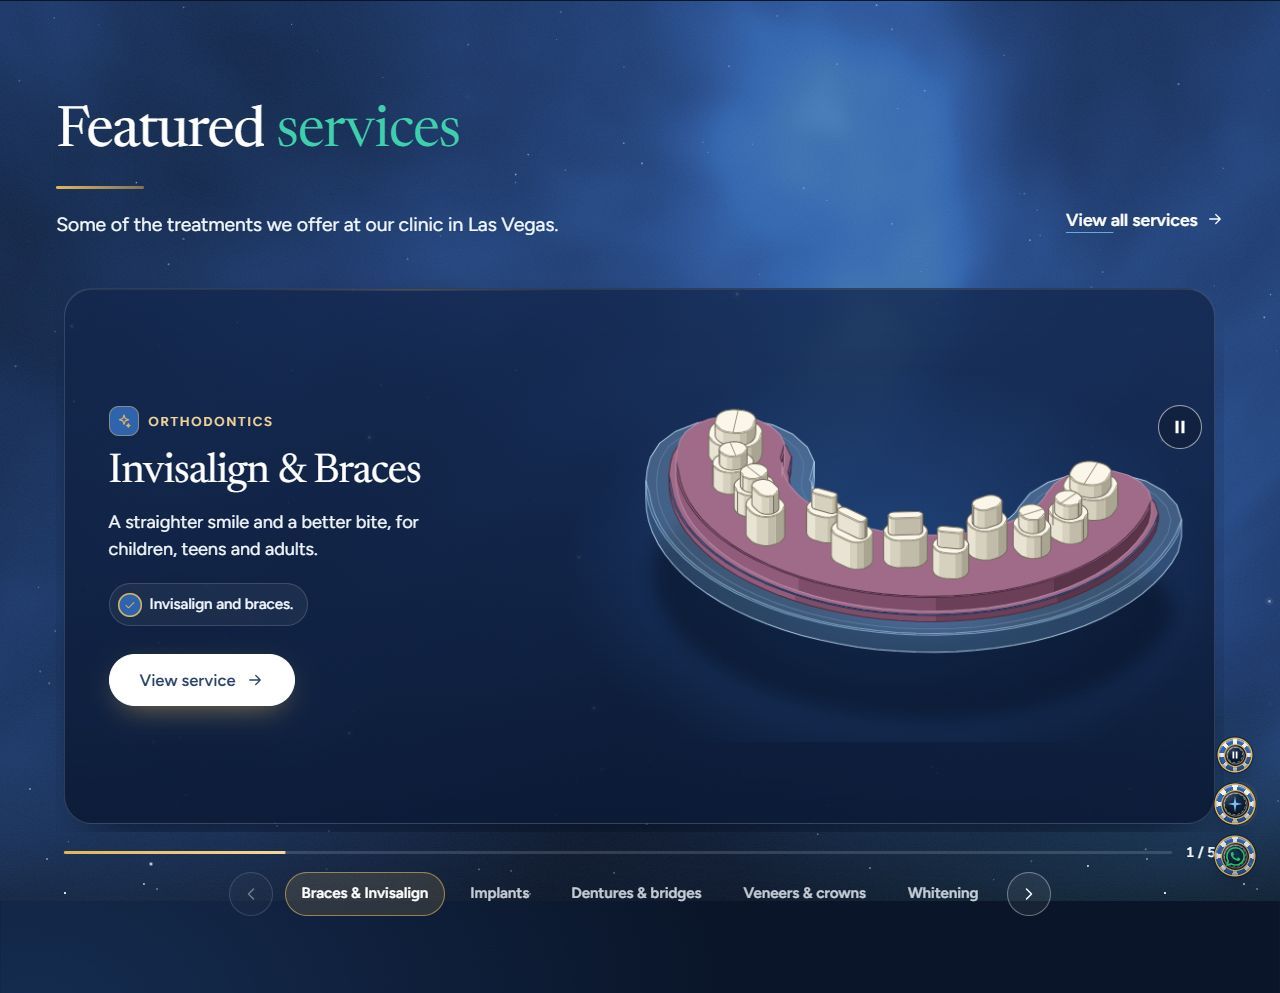 Featured services
Some of the treatments we offer at our clinic in Las Vegas.
View all services
ORTHODONTICS
Invisalign & Braces
A straighter smile and a better bite, for
children, teens and adults.
Invisalign and braces.
View service
1 / 5
Braces & Invisalign
Implants
Dentures & bridges
Veneers & crowns
Whitening